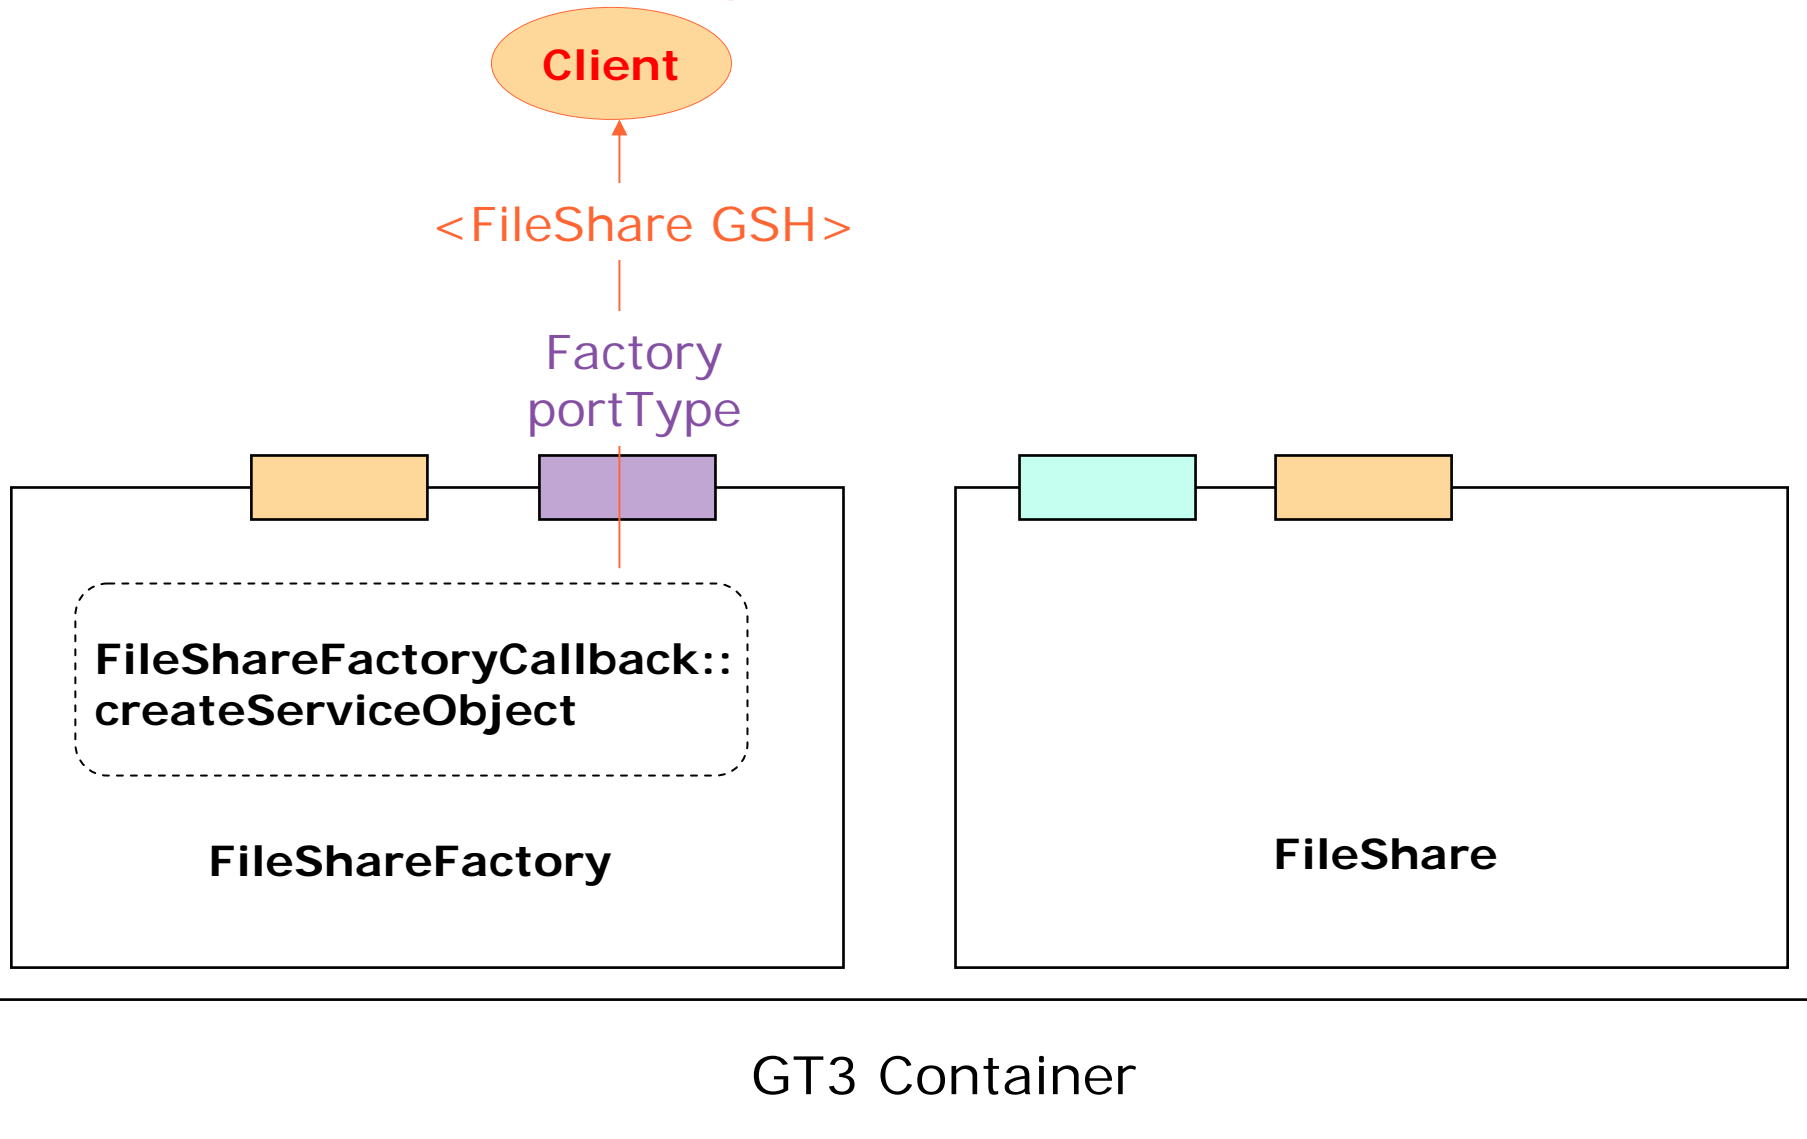 Client
<FileShare GSH>
Factory
portType
FileShareFactoryCallback::
createServiceObject
FileShareFactory
FileShare
GT3 Container